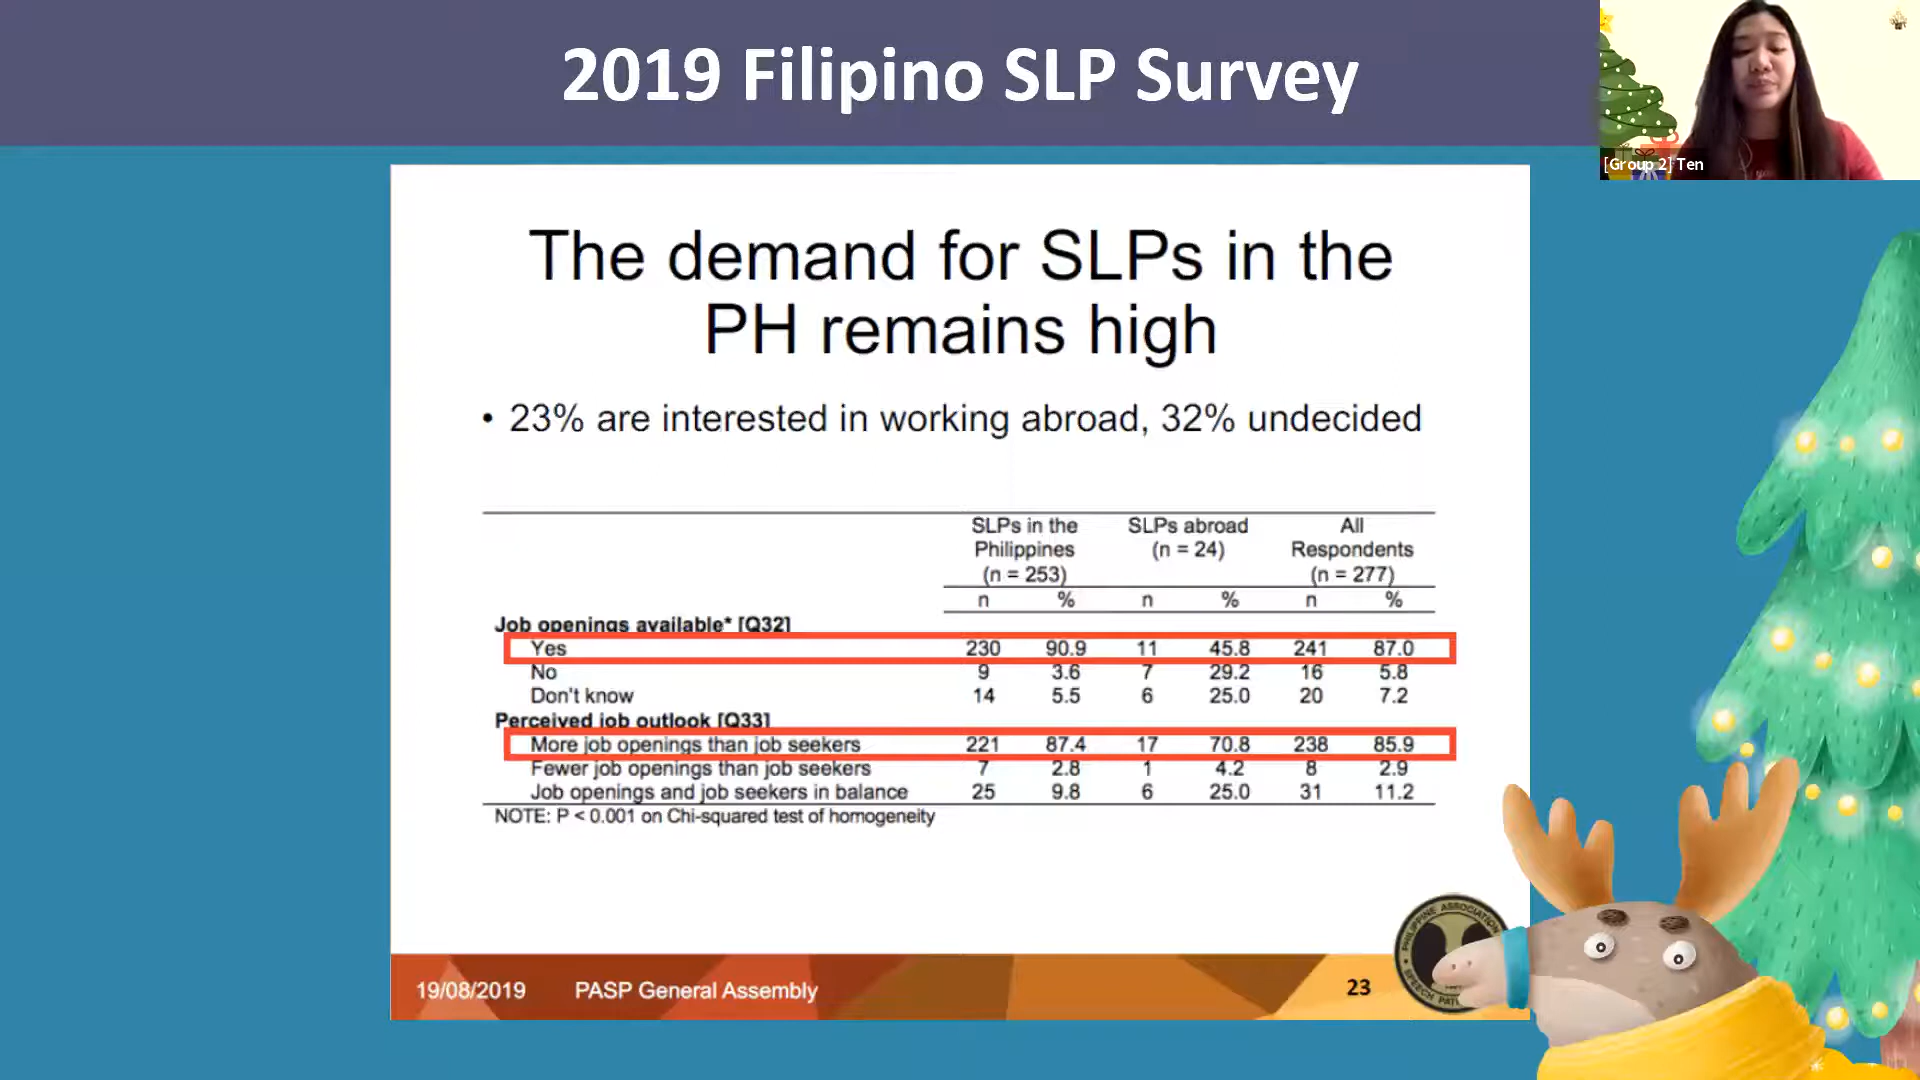 2019 Filipino SLP Survey
[Group 2] Ten
The demand for SLPs in the
PH remains high
• 23% are interested in working abroad, 32% undecided
SLPs in the Philippines (n = 253) SLPs abroad (n = 24) All Respondents (n = 277)
n % n % n %
Job openings available* [Q32]
Yes 230 90.9 11 45.8 241 87.0
No 9 3.6 7 29.2 16 5.8
Don't know 14 5.5 6 25.0 20 7.2
Perceived job outlook [Q33]
More job openings than job seekers 221 87.4 17 70.8 238 85.9
Fewer job openings than job seekers 7 2.8 1 4.2 8 2.9
Job openings and job seekers in balance 25 9.8 6 25.0 31 11.2
NOTE: P < 0.001 on Chi-squared test of homogeneity
19/08/2019 PASP General Assembly 23
PHILIPPINE ASSOCIATION
SPEECH